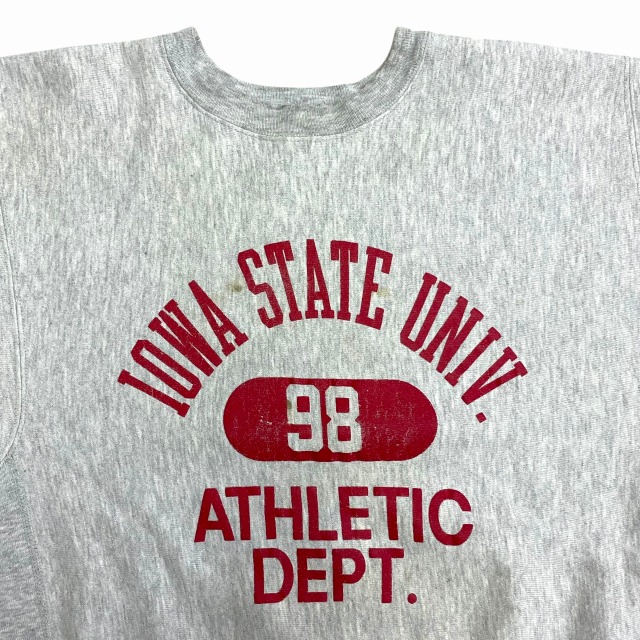 IOWA STATE UNIV.
98
ATHLETIC
DEPT.